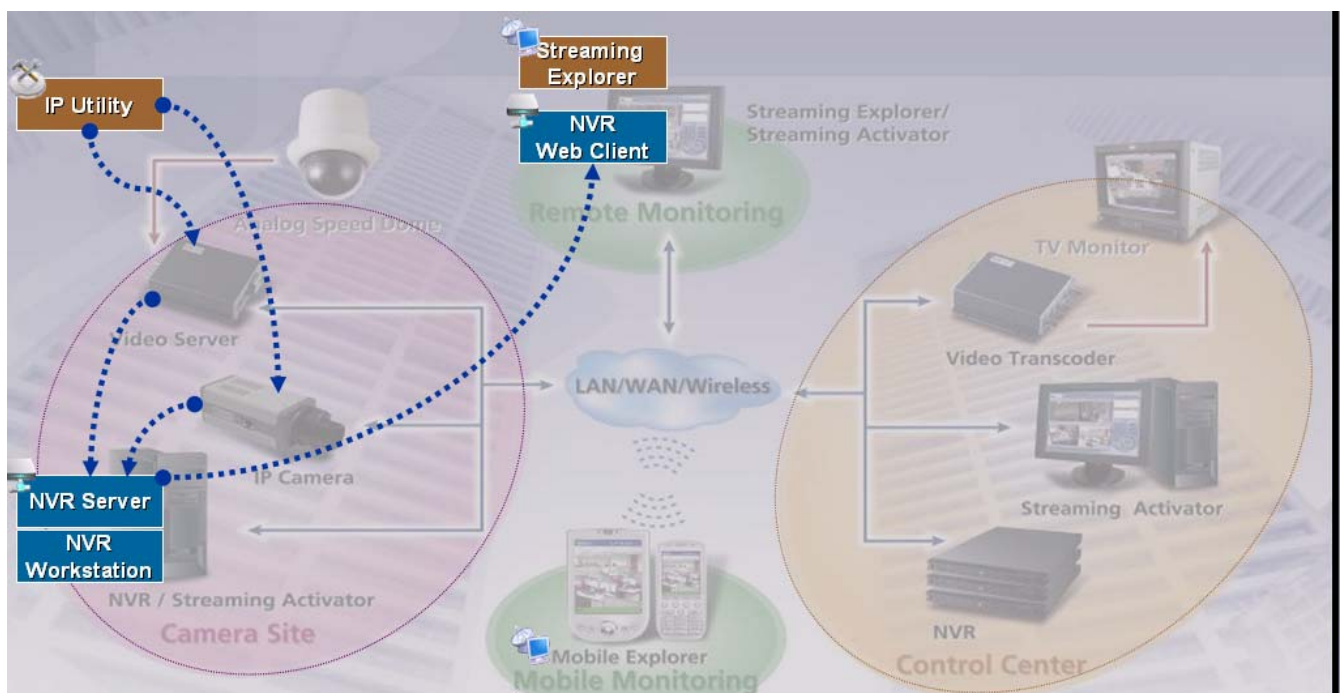 Streaming
Explorer
IP Utility
NVR
Web Client
Streaming Explorer/
Streaming Activator
Remote Monitoring
Analog Speed Dome
TV Monitor
Video Server
Video Transcoder
LAN/WAN/Wireless
IP Camera
NVR Server
NVR
Workstation
Streaming Activator
NVR / Streaming Activator
Camera Site
NVR
Mobile Explorer
Mobile Monitoring
Control Center